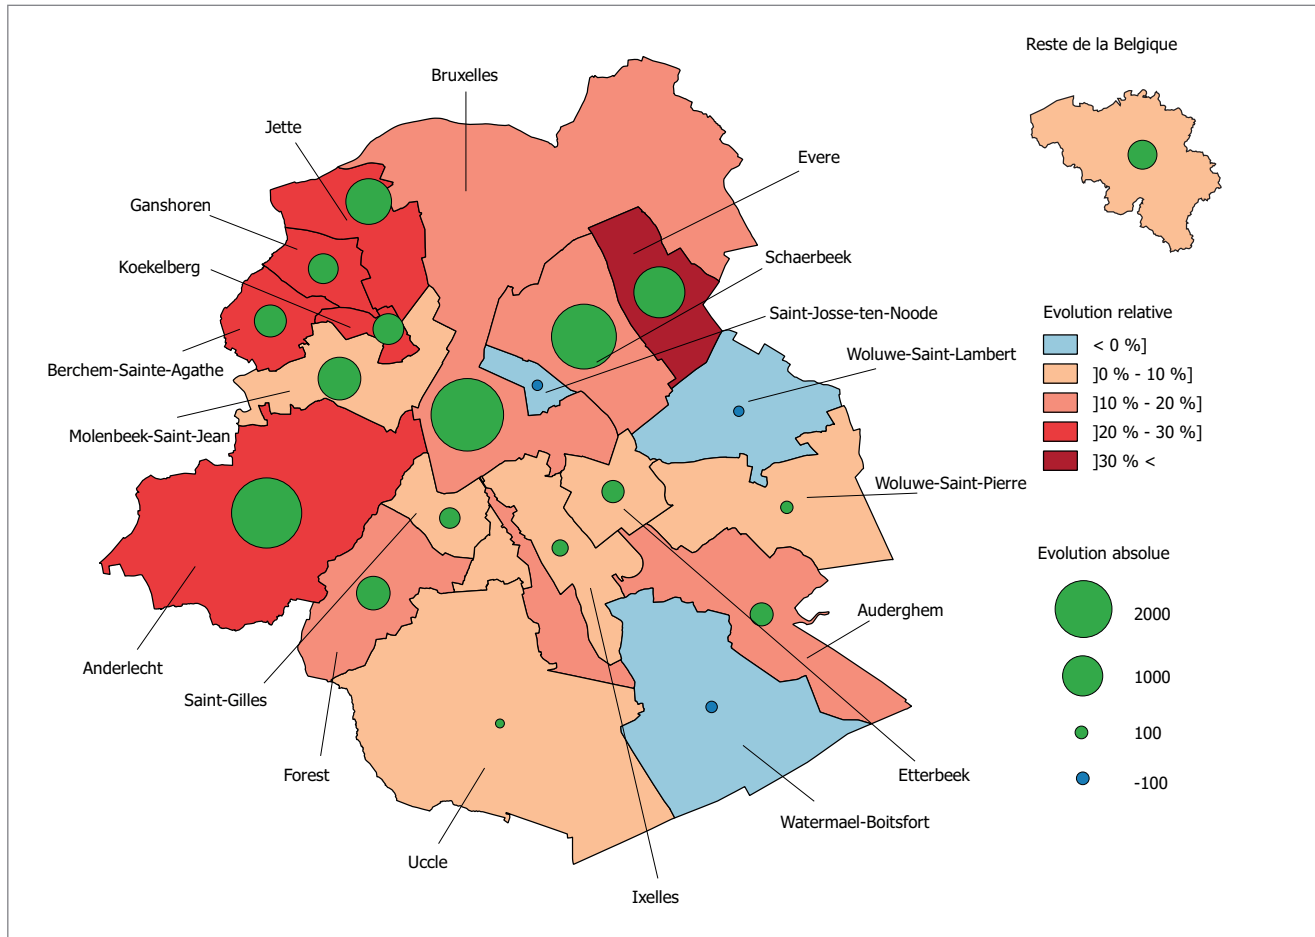 Reste de la Belgique
Bruxelles
Jette
Evere
Ganshoren
Schaerbeek
Koekelberg
Saint-Josse-ten-Noode
Woluwe-Saint-Lambert
Berchem-Sainte-Agathe
Molenbeek-Saint-Jean
Woluwe-Saint-Pierre
Auderghem
Anderlecht
Saint-Gilles
Forest
Etterbeek
Watermael-Boitsfort
Uccle
Ixelles
Evolution relative
< 0 %]
]0 % - 10 %]
]10 % - 20 %]
]20 % - 30 %]
]30 % <
Evolution absolue
2000
1000
100
-100